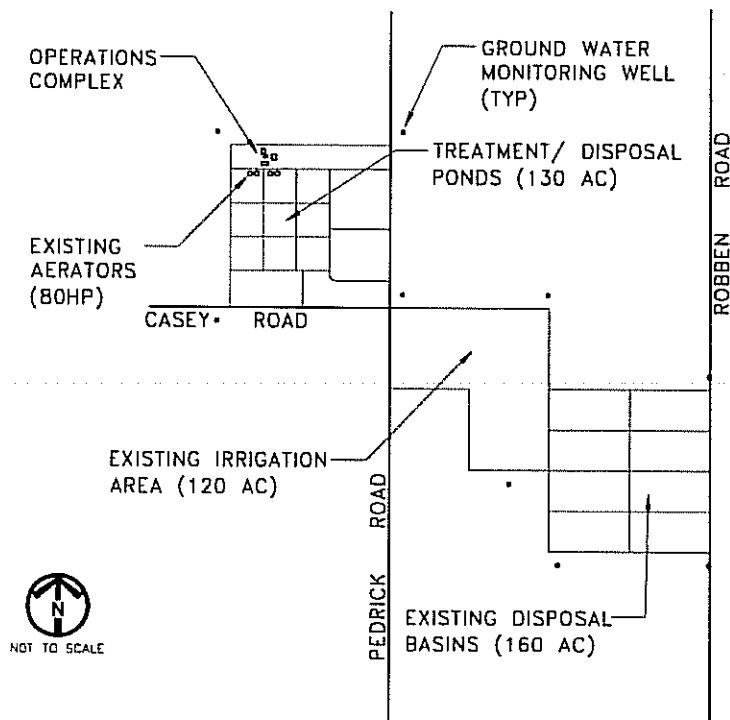 OPERATIONS
COMPLEX
GROUND WATER
MONITORING WELL
(TYP)
TREATMENT/ DISPOSAL
PONDS (130 AC)
ROBBEN ROAD
EXISTING
AERATORS
(80HP)
CASEY ROAD
EXISTING IRRIGATION
AREA (120 AC)
PEDRICK ROAD
N
NOT TO SCALE
EXISTING DISPOSAL
BASINS (160 AC)